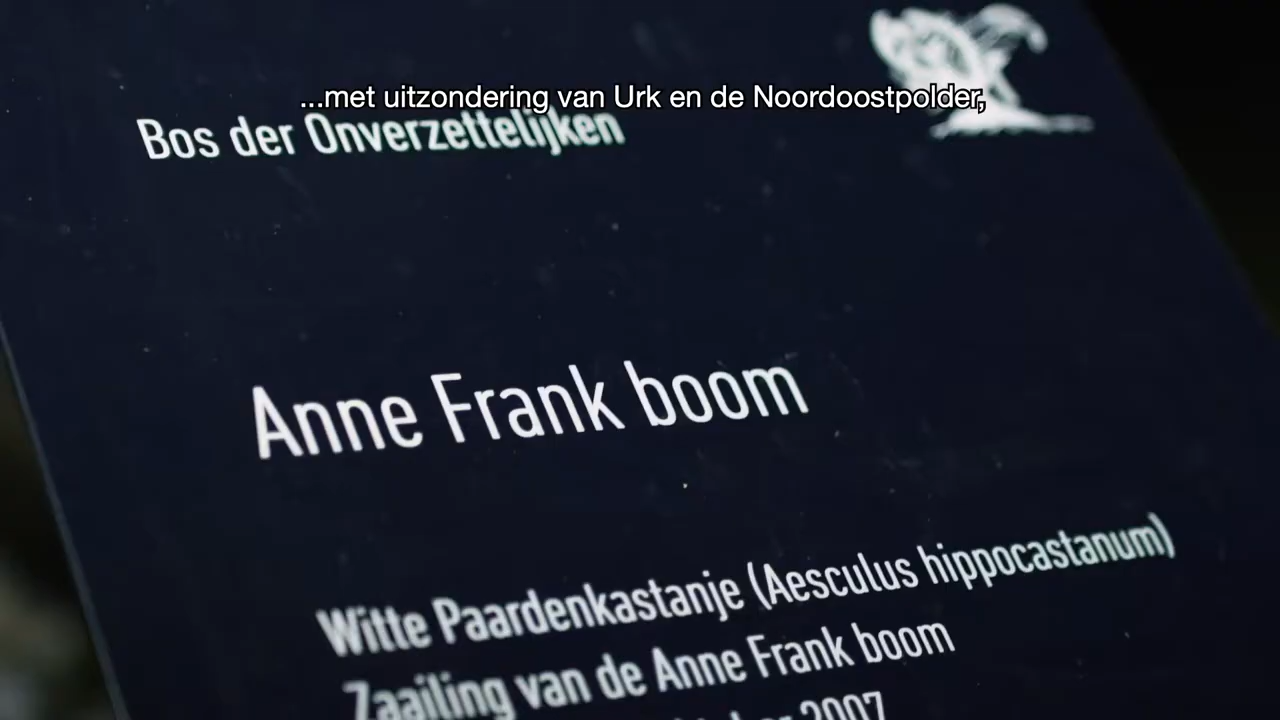 ...met uitzondering van Urk en de Noordoostpolder,
Bos der Onverzettelijken
Anne Frank boom
Witte Paardenkastanje (Aesculus hippocastanum)
Zaailing van de Anne Frank boom
2007